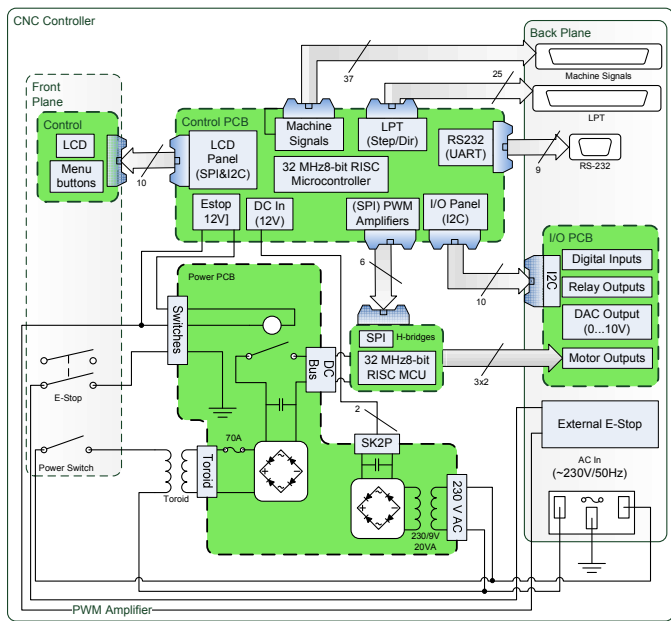 CNC Controller
Back Plane
37
25
Machine Signals
LPT
9
RS-232
Front
Plane
Control
LCD
Menu
buttons
10
Control PCB
LCD
Panel
(SPI&I2C)
Machine
Signals
LPT
(Step/Dir)
RS232
(UART)
32 MHz8-bit RISC
Microcontroller
Estop
12V]
DC In
(12V)
(SPI) PWM
Amplifiers
I/O Panel
(I2C)
6
10
I/O PCB
I2C
Digital Inputs
Relay Outputs
DAC Output
(0...10V)
Motor Outputs
Power PCB
Switches
DC
Bus
SPI
H-bridges
32 MHz8-bit
RISC MCU
3x2
E-Stop
Power Switch
Toroid
Toroid
70A
2
SK2P
230/9V
20VA
230 V AC
External E-Stop
AC In
(~230V/50Hz)
PWM Amplifier